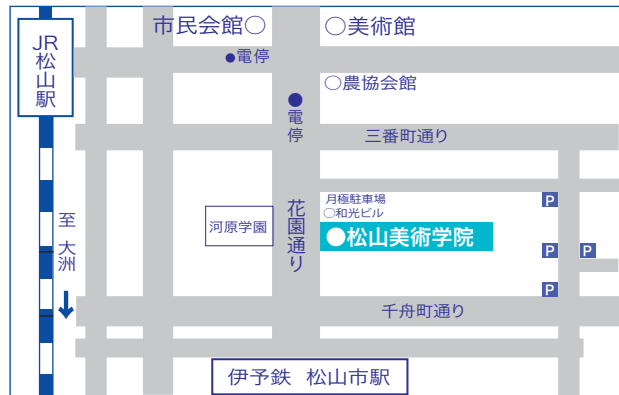 市民会館○
○美術館
JR松山駅
●電停
○農協会館
●電停
三番町通り
月極駐車場
○和光ビル
P
花園通り
河原学園
●松山美術学院
至 大洲
P
P
P
千舟町通り
伊予鉄 松山市駅